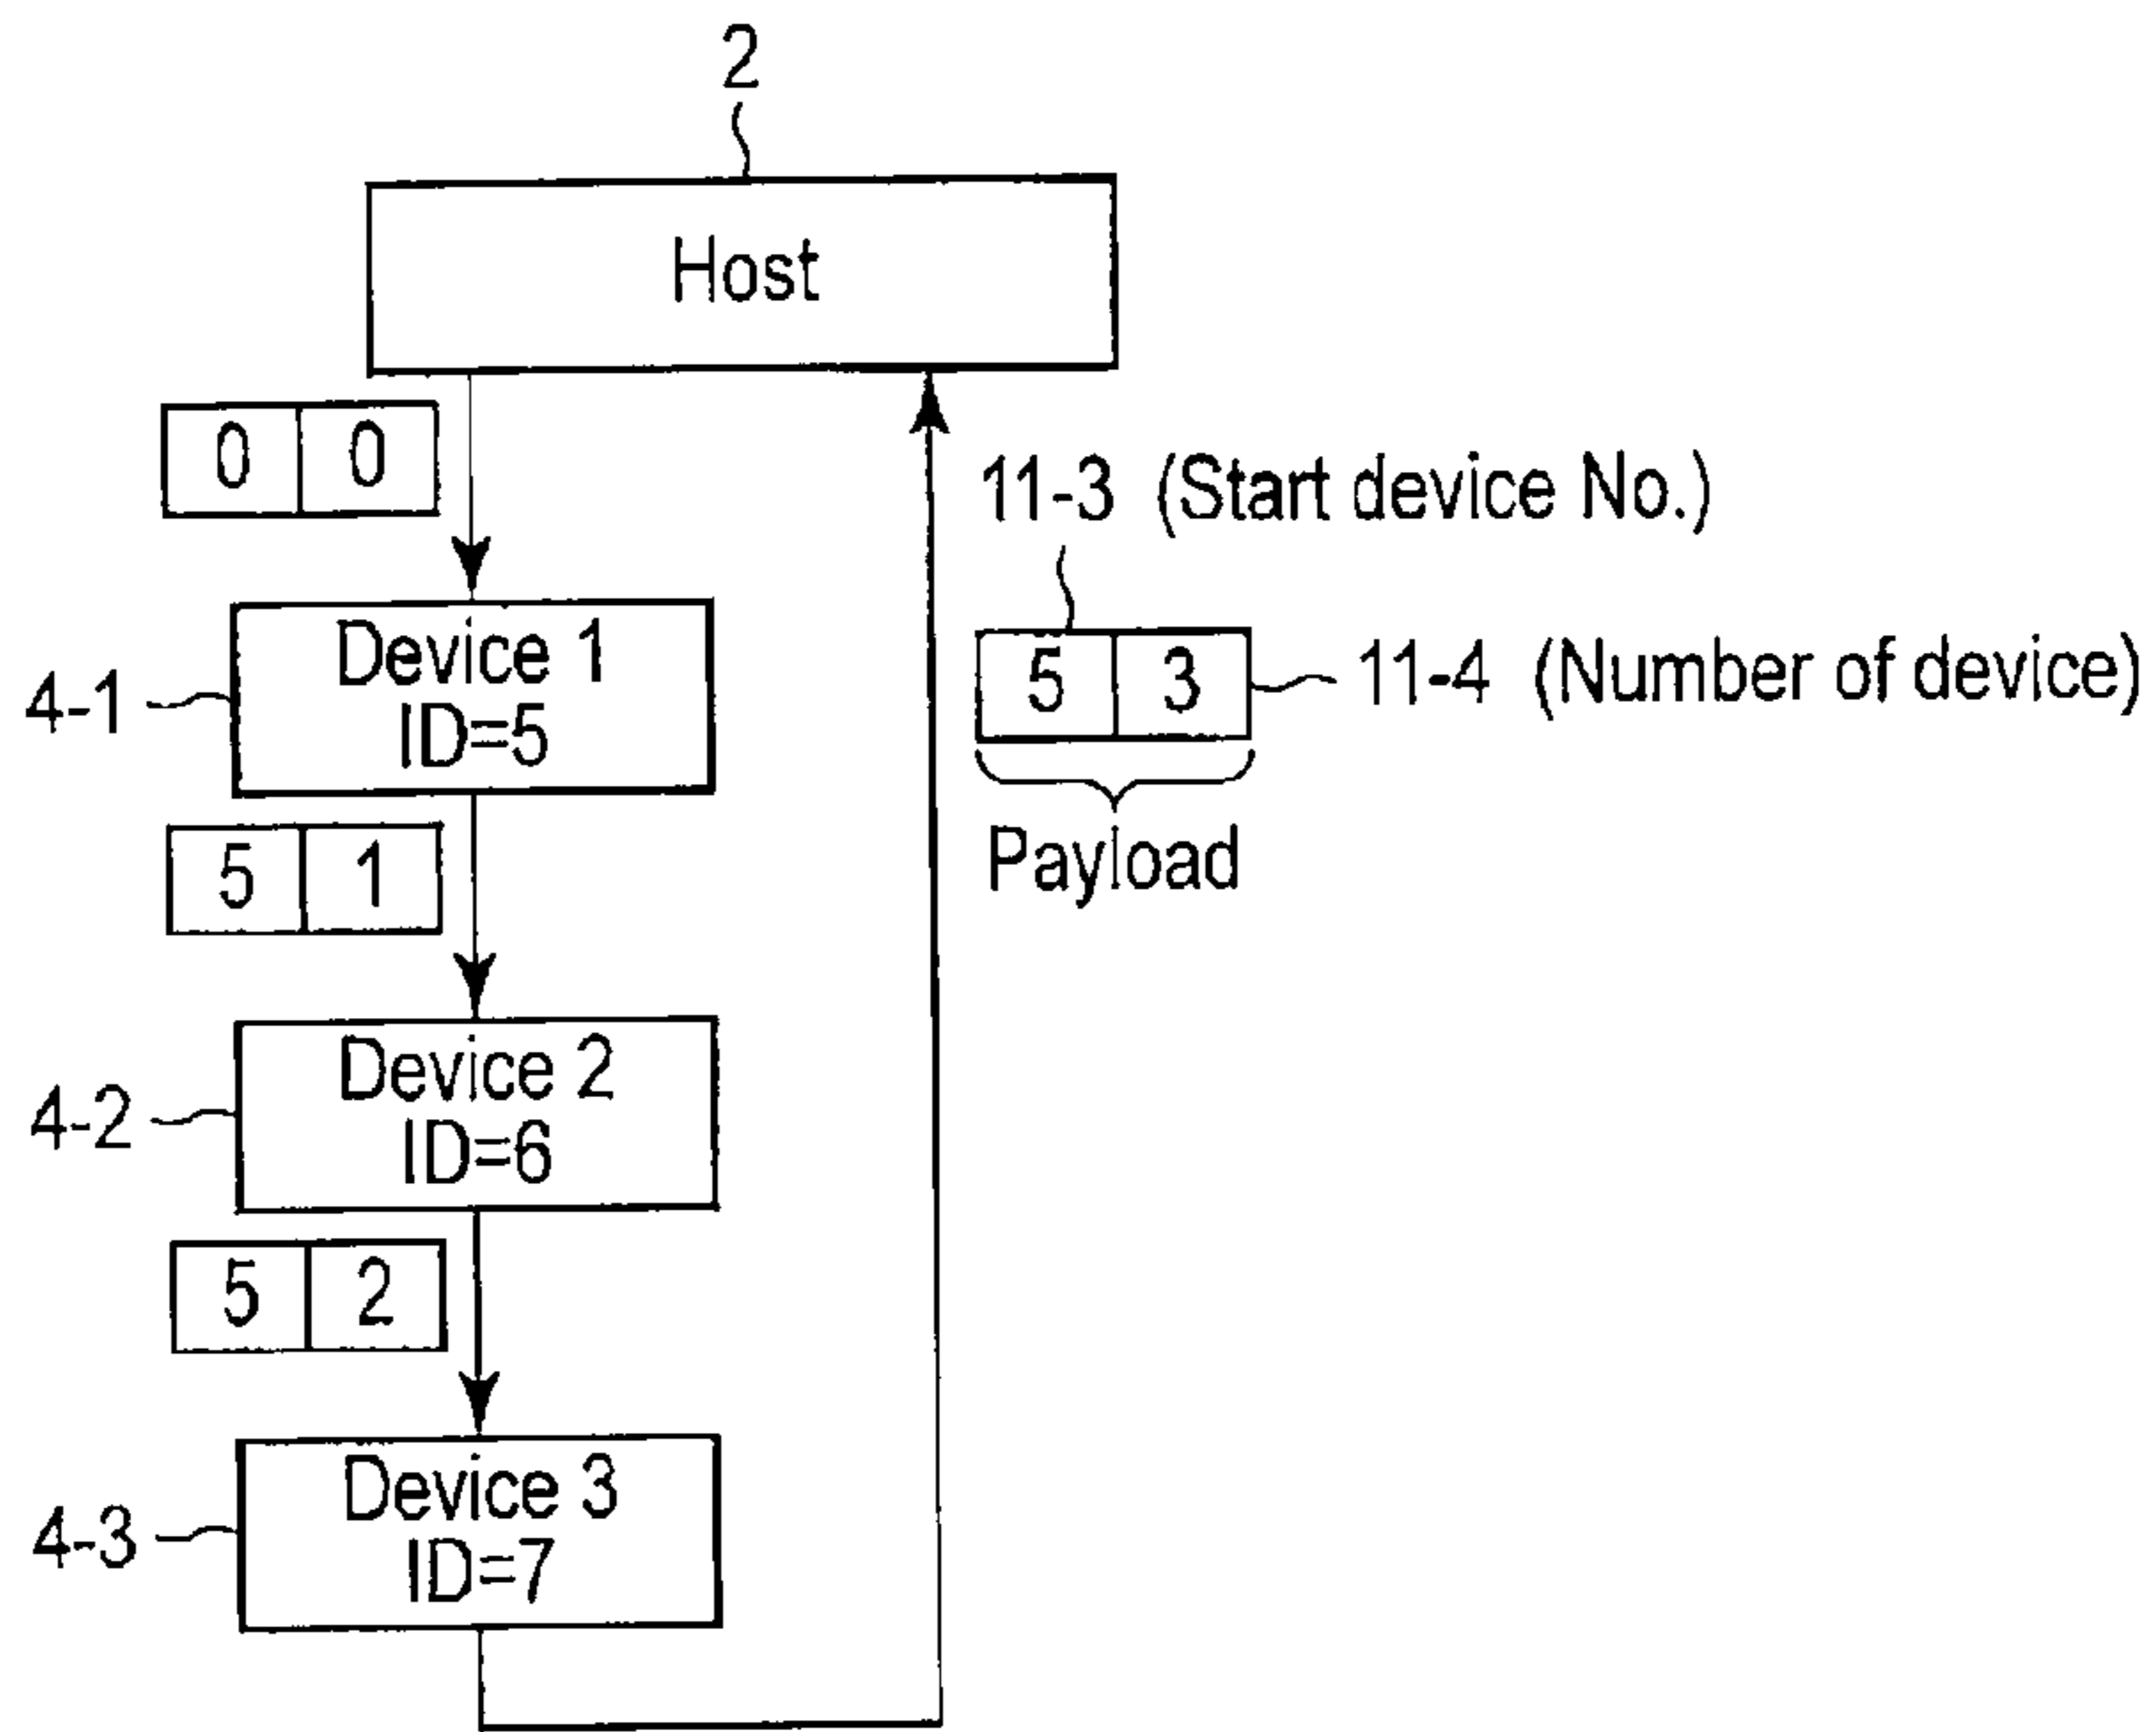 2
Host
0 0
11-3 (Start device No.)
Device 1
ID=5
4-1
5 3
11-4 (Number of device)
Payload
5 1
Device 2
ID=6
4-2
5 2
Device 3
ID=7
4-3